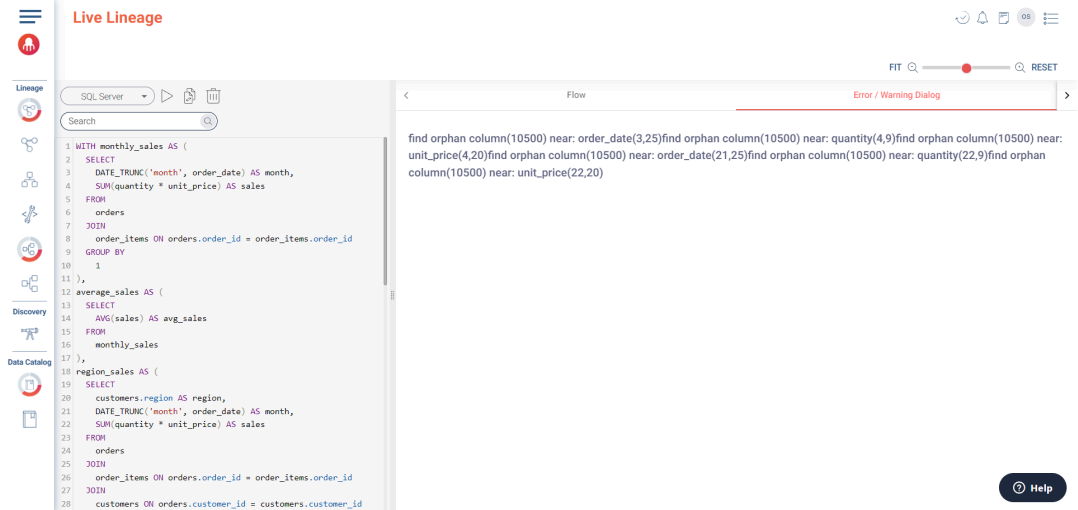 Live Lineage
OS
FIT
RESET
Lineage
Discovery
Data Catalog
SQL Server
Search
1 WITH monthly_sales AS (
2 SELECT
3 DATE_TRUNC('month', order_date) AS month,
4 SUM(quantity * unit_price) AS sales
5 FROM
6 orders
7 JOIN
8 order_items ON orders.order_id = order_items.order_id
9 GROUP BY
10 1
11 ),
12 average_sales AS (
13 SELECT
14 AVG(sales) AS avg_sales
15 FROM
16 monthly_sales
17 ),
18 region_sales AS (
19 SELECT
20 customers.region AS region,
21 DATE_TRUNC('month', order_date) AS month,
22 SUM(quantity * unit_price) AS sales
23 FROM
24 orders
25 JOIN
26 order_items ON orders.order_id = order_items.order_id
27 JOIN
28 customers ON orders.customer_id = customers.customer_id
Flow
Error / Warning Dialog
find orphan column(10500) near: order_date(3,25)find orphan column(10500) near: quantity(4,9)find orphan column(10500) near:
unit_price(4,20)find orphan column(10500) near: order_date(21,25)find orphan column(10500) near: quantity(22,9)find orphan
column(10500) near: unit_price(22,20)
Help